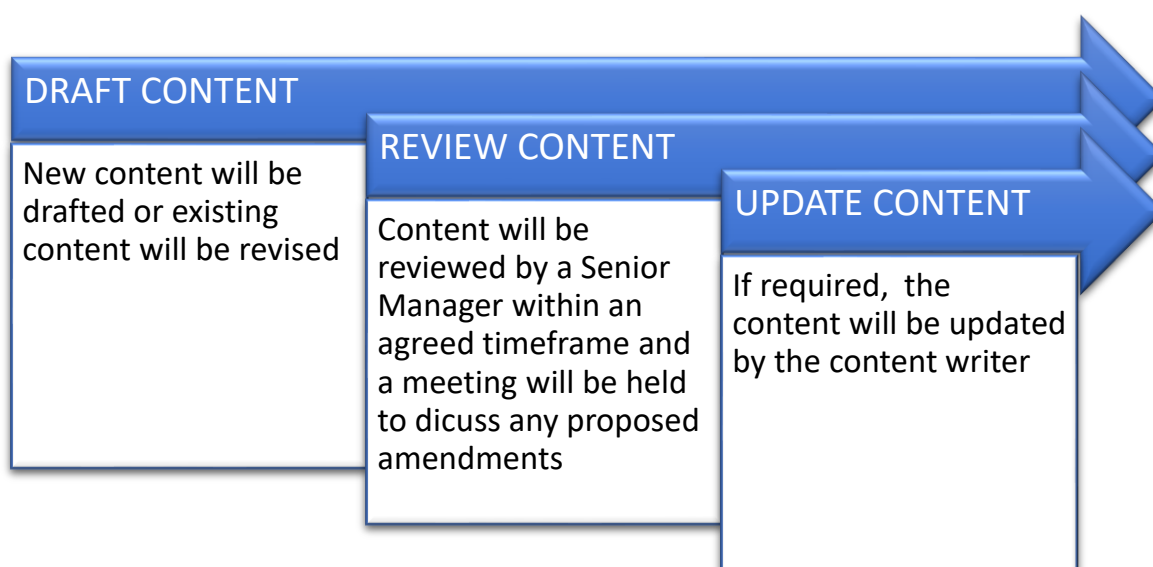 DRAFT CONTENT
New content will be
drafted or existing
content will be revised
REVIEW CONTENT
Content will be
reviewed by a Senior
Manager within an
agreed timeframe and
a meeting will be held
to dicuss any proposed
amendments
UPDATE CONTENT
If required,  the
content will be updated
by the content writer